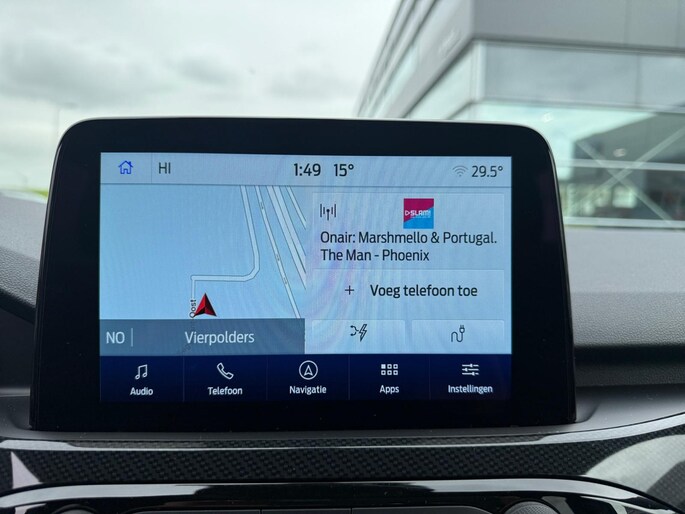 HI 1:49 15° 29.5°
SLAM!
Onair: Marshmello & Portugal.
The Man - Phoenix
+ Voeg telefoon toe
Oost
NO Vierpolders
Audio Telefoon Navigatie Apps Instellingen